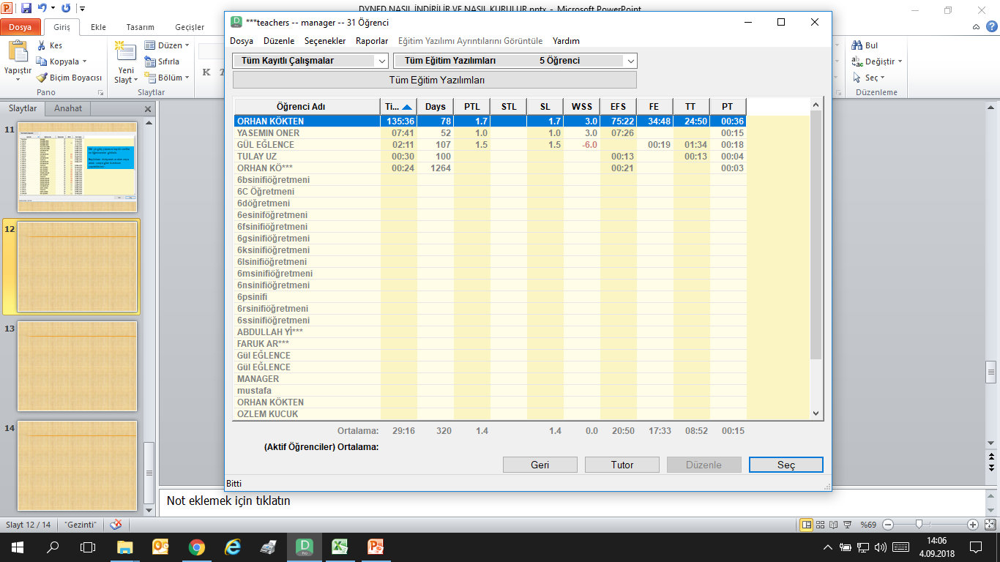 DYNED NASIL İNDİRİLİR VE NASIL KURULUR.pptx - Microsoft PowerPoint
Dosya Giriş Ekle Tasarım Geçişler
Yapıştır
Kes
Kopyala
Biçim Boyacısı
Pano
Yeni
Slayt
Düzen
Sıfırla
Bölüm
Slaytlar
K
Bul
Değiştir
Seç
Düzenleme
Slaytlar Anahat
11
12
13
14
***teachers -- manager -- 31 Öğrenci
Dosya Düzenle Seçenekler Raporlar Eğitim Yazılımı Ayrıntılarını Görüntüle Yardım
Tüm Kayıtlı Çalışmalar Tüm Eğitim Yazılımları 5 Öğrenci
Tüm Eğitim Yazılımları
Öğrenci Adı Ti... Days PTL STL SL WSS EFS FE TT PT
ORHAN KÖKTEN 135:36 78 1.7 1.7 3.0 75:22 34:48 24:50 00:36
YASEMIN ONER 07:41 52 1.0 1.0 3.0 07:26 00:15
GÜL EĞLENCE 02:11 107 1.5 1.5 -6.0 00:19 01:34 00:18
TULAY UZ 00:30 100 00:13 00:13 00:04
ORHAN KÖ*** 00:24 1264 00:21 00:03
6bsinifiöğretmeni
6C Öğretmeni
6döğretmeni
6esinifiöğretmeni
6fsinifiöğretmeni
6gsinifiöğretmeni
6ksinifiöğretmeni
6lsinifiöğretmeni
6msinifiöğretmeni
6nsinifiöğretmeni
6psinifi
6rsinifiöğretmeni
6ssinifiöğretmeni
ABDULLAH Yİ***
FARUK AR***
Gül EĞLENCE
Gül EĞLENCE
MANAGER
mustafa
ORHAN KÖKTEN
OZLEM KUCUK
Ortalama: 29:16 320 1.4 1.4 0.0 20:50 17:33 08:52 00:15
(Aktif Öğrenciler) Ortalama:
Geri Tutor Düzenle Seç
Bitti
Not eklemek için tıklatın
Slayt 12 / 14 "Gezinti" %69
14:06
4.09.2018